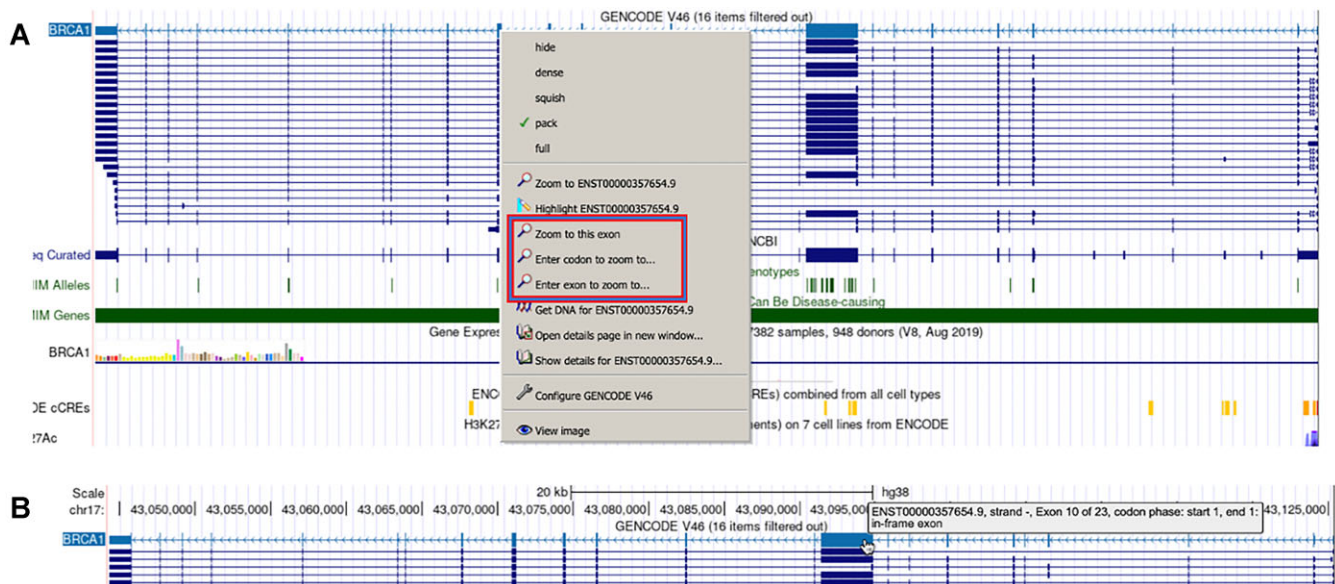 A
GENCODE V46 (16 items filtered out)
BRCA1
hide
dense
squish
pack
full
Zoom to ENST00000357654.9
Highlight ENST00000357654.9
Zoom to this exon
NCBI
Enter codon to zoom to...
eq Curated
enotypes
Enter exon to zoom to...
IM Alleles
Can Be Disease-causing
Get DNA for ENST00000357654.9
IM Genes
Gene Expres
7382 samples, 948 donors (V8, Aug 2019)
Open details page in new window...
BRCA1
Show details for ENST00000357654.9...
ENC
REs) combined from all cell types
Configure GENCODE V46
DE cCREs
H3K27
ents) on 7 cell lines from ENCODE
View image
27Ac
B
Scale
20 kb
hg38
chr17:
43,050,000
43,055,000
43,060,000
43,065,000
43,070,000
43,075,000
43,080,000
43,085,000
43,090,000
43,095,00
ENST00000357654.9, strand -, Exon 10 of 23, codon phase: start 1, end 1:
in-frame exon
43,125,000
GENCODE V46 (16 items filtered out)
BRCA1